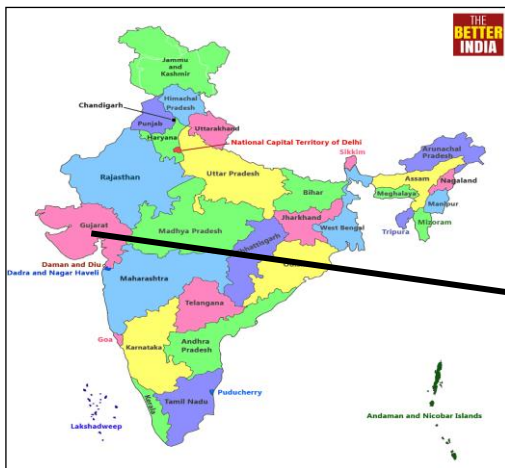 THE
BETTER
INDIA
Jammu
and
Kashmir
Himachal
Pradesh
Chandigarh
Punjab
Uttarakhand
Haryana
National Capital Territory of Delhi
Arunachal
Pradesh
Sikkim
Rajasthan
Uttar Pradesh
Assam
Nagaland
Bihar
Meghalaya
Manipur
Jharkhand
Mizoram
Gujarat
Madhya Pradesh
West Bengal
Tripura
Daman and Diu
Dadra and Nagar Haveli
Maharashtra
Telangana
Goa
Karnataka
Andhra
Pradesh
Puducherry
Kerala
Tamil Nadu
Andaman and Nicobar Islands
Lakshadweep